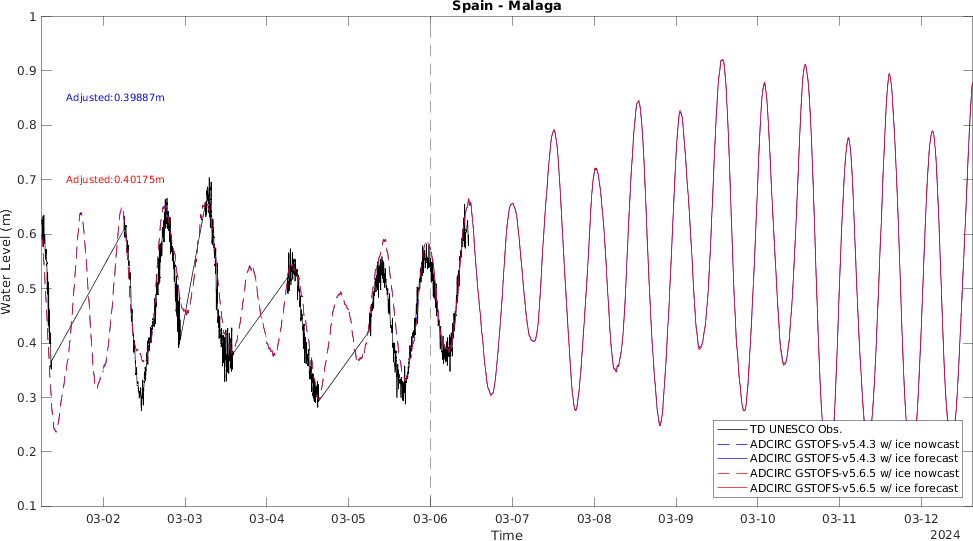 Spain - Malaga
1
0.9
0.8
0.7
0.6
0.5
0.4
0.3
0.2
0.1
Water Level (m)
Adjusted:0.39887m
Adjusted:0.40175m
TD UNESCO Obs.
ADCIRC GSTOFS-v5.4.3 w/ ice nowcast
ADCIRC GSTOFS-v5.4.3 w/ ice forecast
ADCIRC GSTOFS-v5.6.5 w/ ice nowcast
ADCIRC GSTOFS-v5.6.5 w/ ice forecast
03-02 03-03 03-04 03-05 03-06 03-07 03-08 03-09 03-10 03-11 03-12
Time
2024